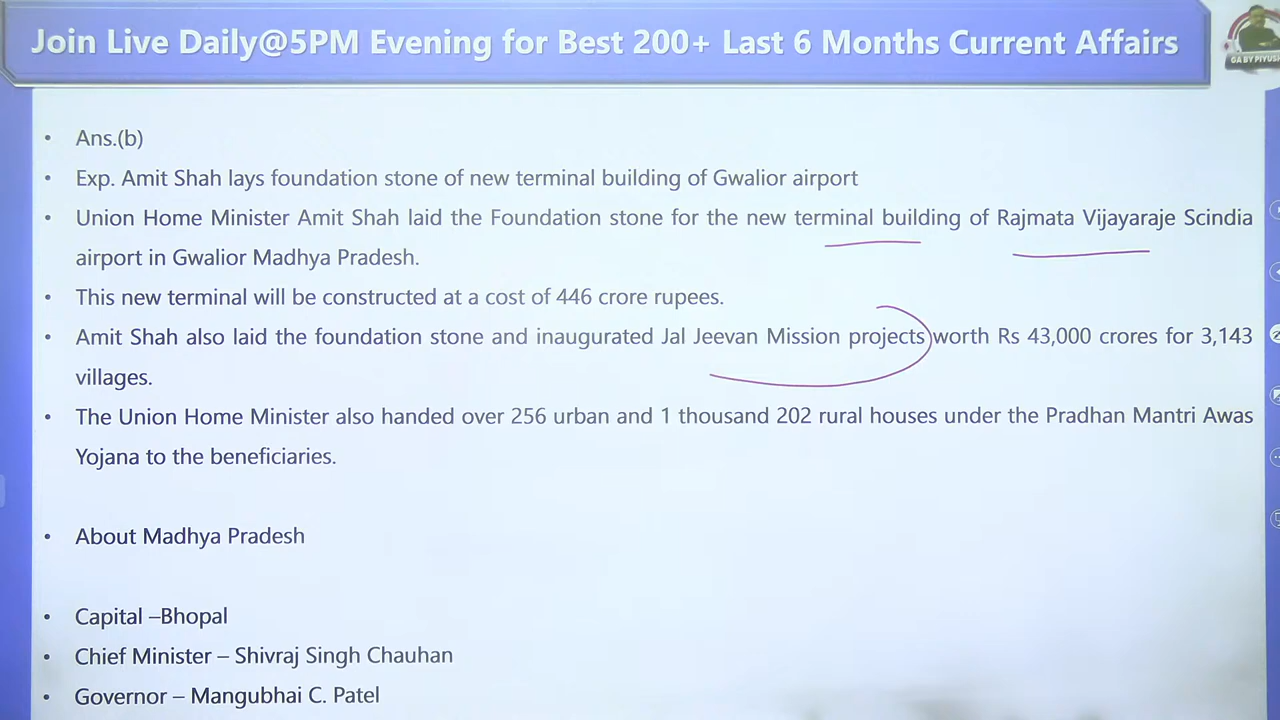 Join Live Daily@5PM Evening for Best 200+ Last 6 Months Current Affairs
GA BY PIYUSH
• Ans.(b)
• Exp. Amit Shah lays foundation stone of new terminal building of Gwalior airport
• Union Home Minister Amit Shah laid the Foundation stone for the new terminal building of Rajmata Vijayaraje Scindia
airport in Gwalior Madhya Pradesh.
• This new terminal will be constructed at a cost of 446 crore rupees.
• Amit Shah also laid the foundation stone and inaugurated Jal Jeevan Mission projects worth Rs 43,000 crores for 3,143
villages.
• The Union Home Minister also handed over 256 urban and 1 thousand 202 rural houses under the Pradhan Mantri Awas
Yojana to the beneficiaries.
• About Madhya Pradesh
• Capital –Bhopal
• Chief Minister – Shivraj Singh Chauhan
• Governor – Mangubhai C. Patel